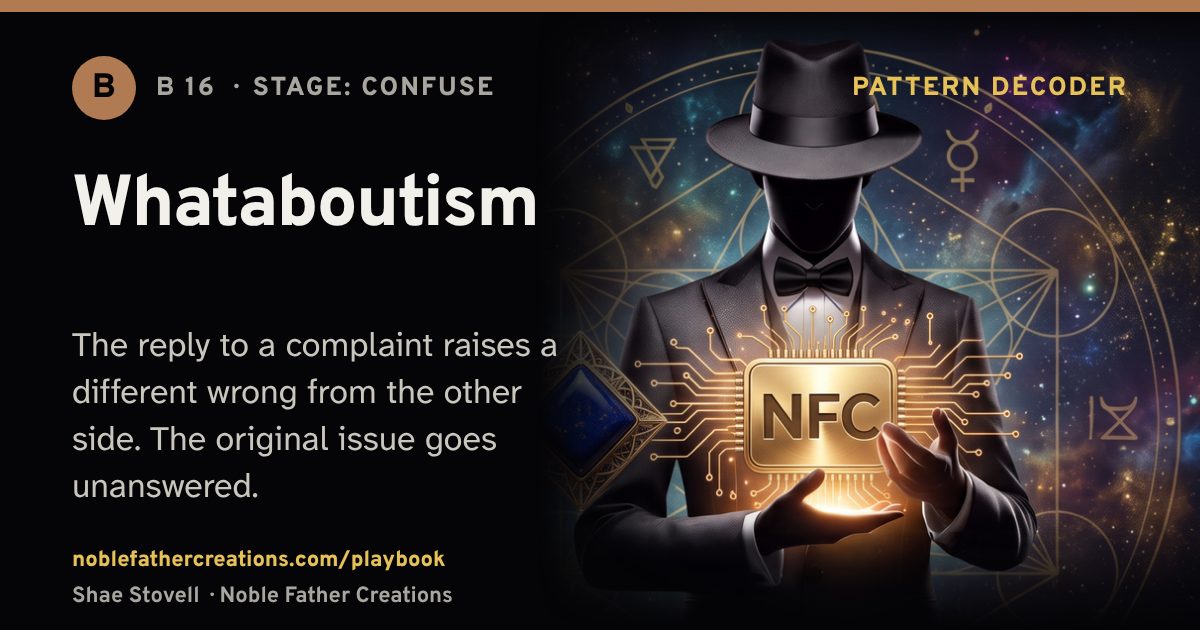 B
B 16 · STAGE: CONFUSE
PATTERN DECODER
Whataboutism
The reply to a complaint raises a
different wrong from the other
side. The original issue goes
unanswered.
NFC
noblefathercreations.com/playbook
Shae Stovell · Noble Father Creations